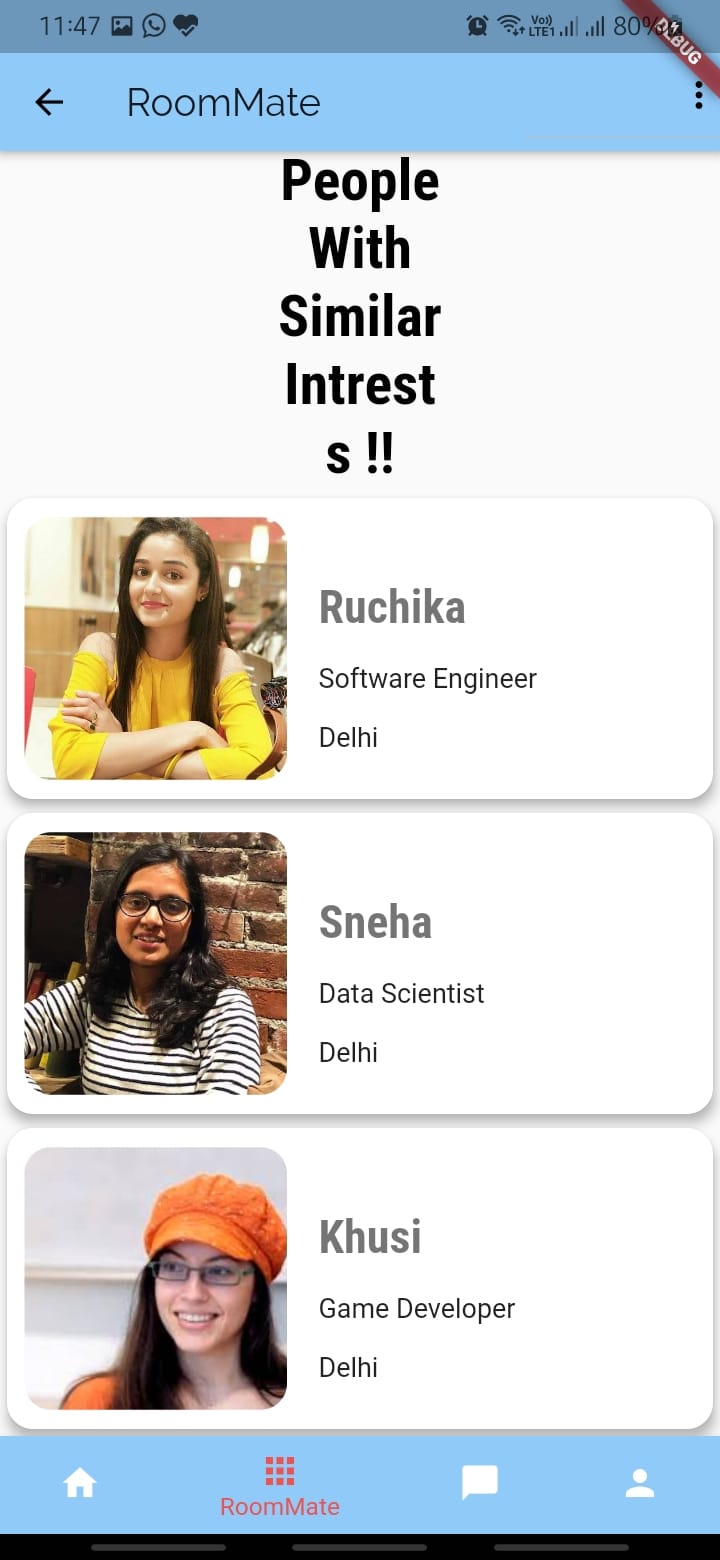 11:47 Vo)) LTE1 80%
DEBUG
RoomMate
People
With
Similar
Intrest
s !!
Ruchika
Software Engineer
Delhi
Sneha
Data Scientist
Delhi
Khusi
Game Developer
Delhi
RoomMate